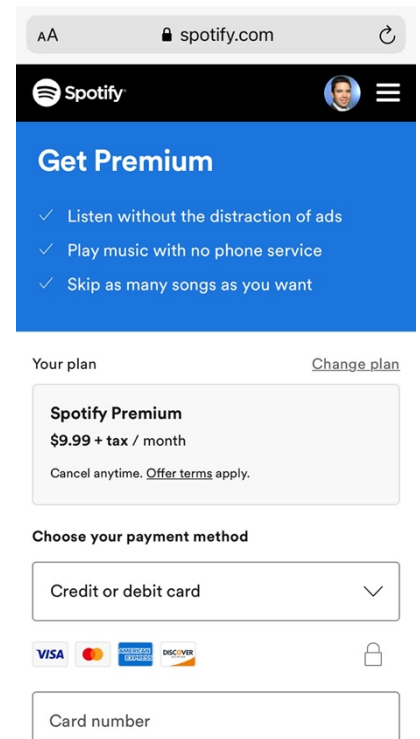 AA spotify.com
Spotify
Get Premium
Listen without the distraction of ads
Play music with no phone service
Skip as many songs as you want
Your plan Change plan
Spotify Premium
$9.99 + tax / month
Cancel anytime. Offer terms apply.
Choose your payment method
Credit or debit card
VISA AMERICAN EXPRESS DISCOVER
Card number